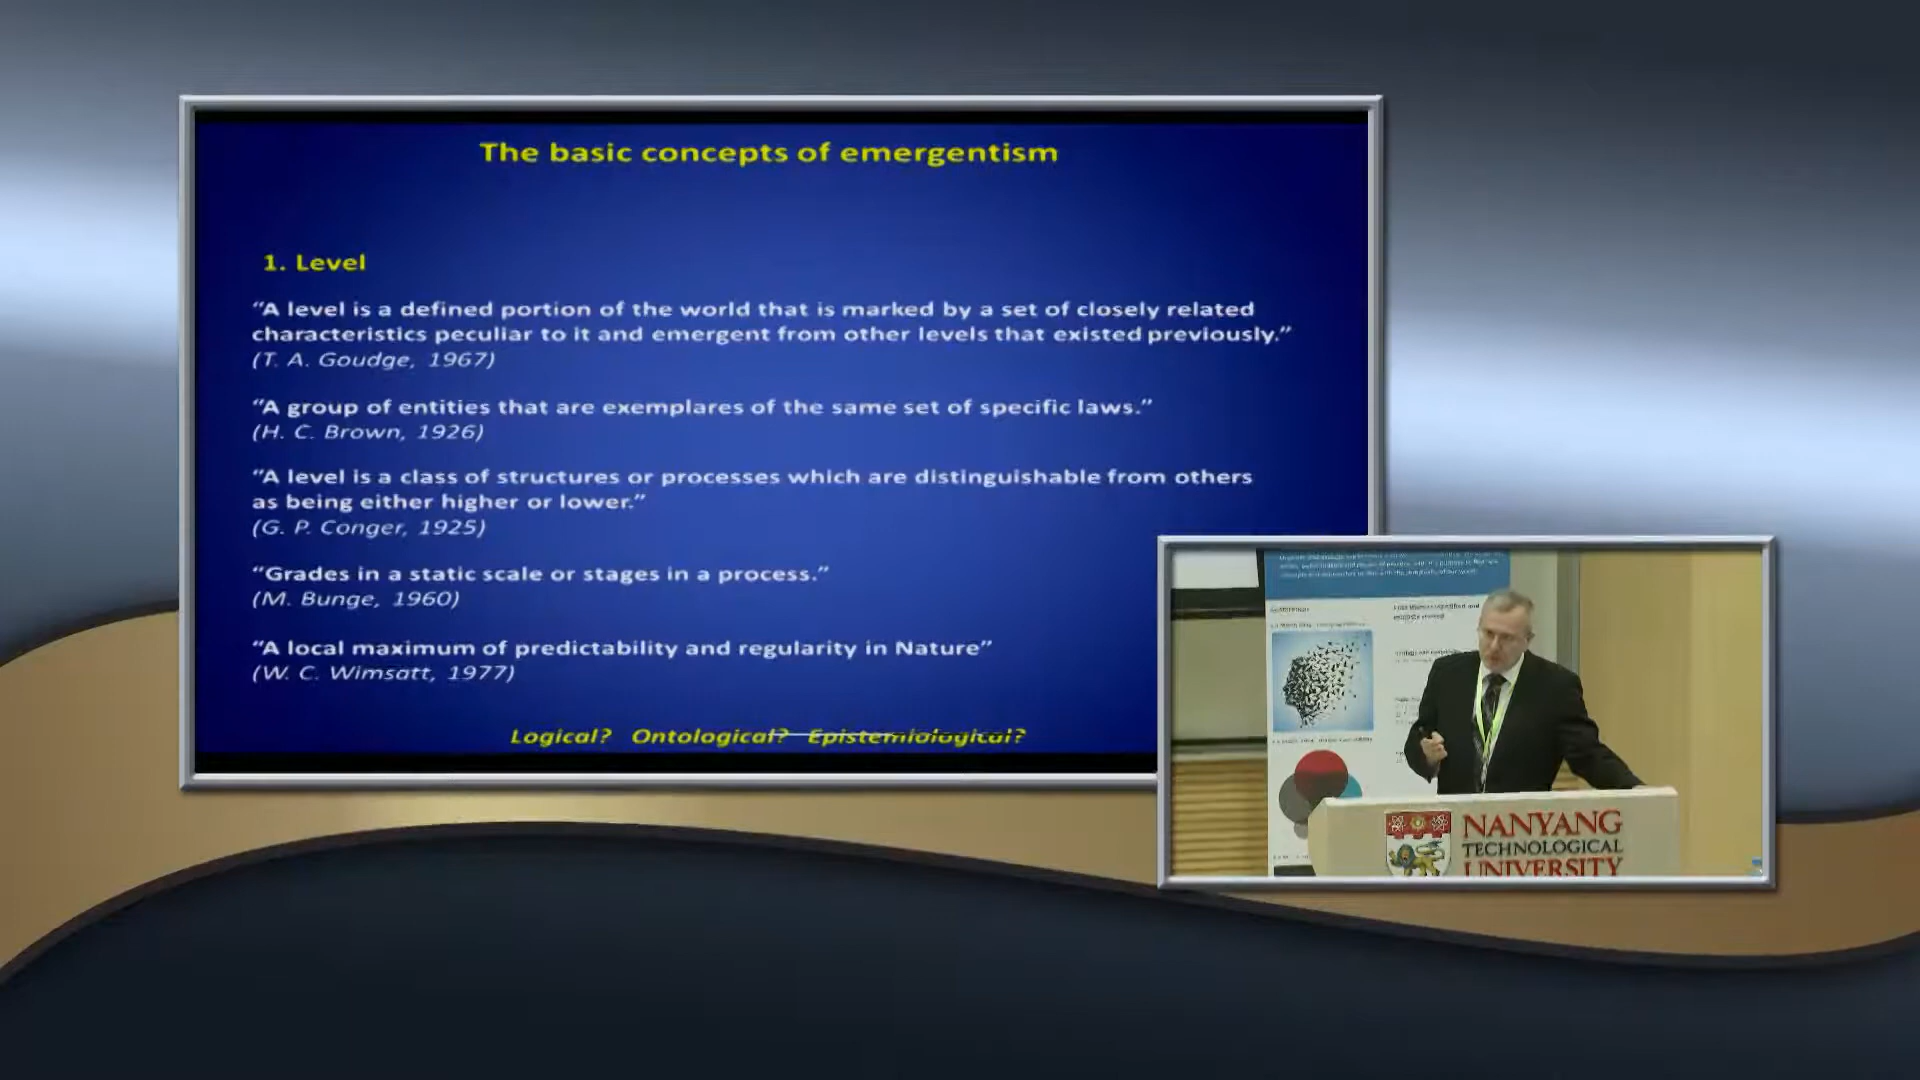 The basic concepts of emergentism
1. Level
“A level is a defined portion of the world that is marked by a set of closely related
characteristics peculiar to it and emergent from other levels that existed previously.”
(T. A. Goudge, 1967)
“A group of entities that are exemplares of the same set of specific laws.”
(H. C. Brown, 1926)
“A level is a class of structures or processes which are distinguishable from others
as being either higher or lower.”
(G. P. Conger, 1925)
“Grades in a static scale or stages in a process.”
(M. Bunge, 1960)
“A local maximum of predictability and regularity in Nature”
(W. C. Wimsatt, 1977)
Logical? Ontological? Epistemiological?
NANYANG
TECHNOLOGICAL
UNIVERSITY